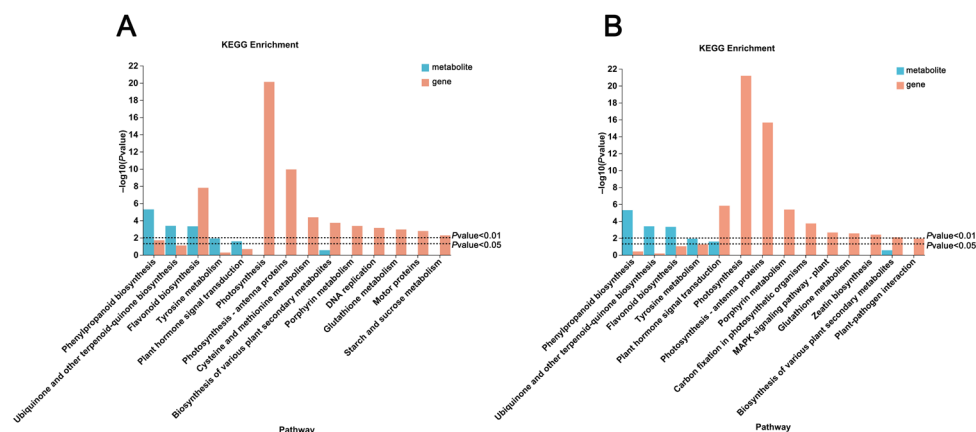 A
KEGG Enrichment
metabolite
gene
22
20
18
16
14
12
10
8
6
4
2
0
–log10(Pvalue)
Pvalue<0.01
Pvalue<0.05
Phenylpropanoid biosynthesis
Ubiquinone and other terpenoid-quinone biosynthesis
Flavonoid biosynthesis
Tyrosine metabolism
Plant hormone signal transduction
Photosynthesis
Photosynthesis - antenna proteins
Cysteine and methionine metabolism
Biosynthesis of various plant secondary metabolites
Porphyrin metabolism
DNA replication
Glutathione metabolism
Motor proteins
Starch and sucrose metabolism
Pathway
B
KEGG Enrichment
metabolite
gene
22
20
18
16
14
12
10
8
6
4
2
0
–log10(Pvalue)
Pvalue<0.01
Pvalue<0.05
Phenylpropanoid biosynthesis
Ubiquinone and other terpenoid-quinone biosynthesis
Flavonoid biosynthesis
Tyrosine metabolism
Plant hormone signal transduction
Photosynthesis
Photosynthesis - antenna proteins
Porphyrin metabolism
Carbon fixation in photosynthetic organisms
MAPK signaling pathway - plant
Glutathione metabolism
Zeatin biosynthesis
Biosynthesis of various plant secondary metabolites
Plant-pathogen interaction
Pathway